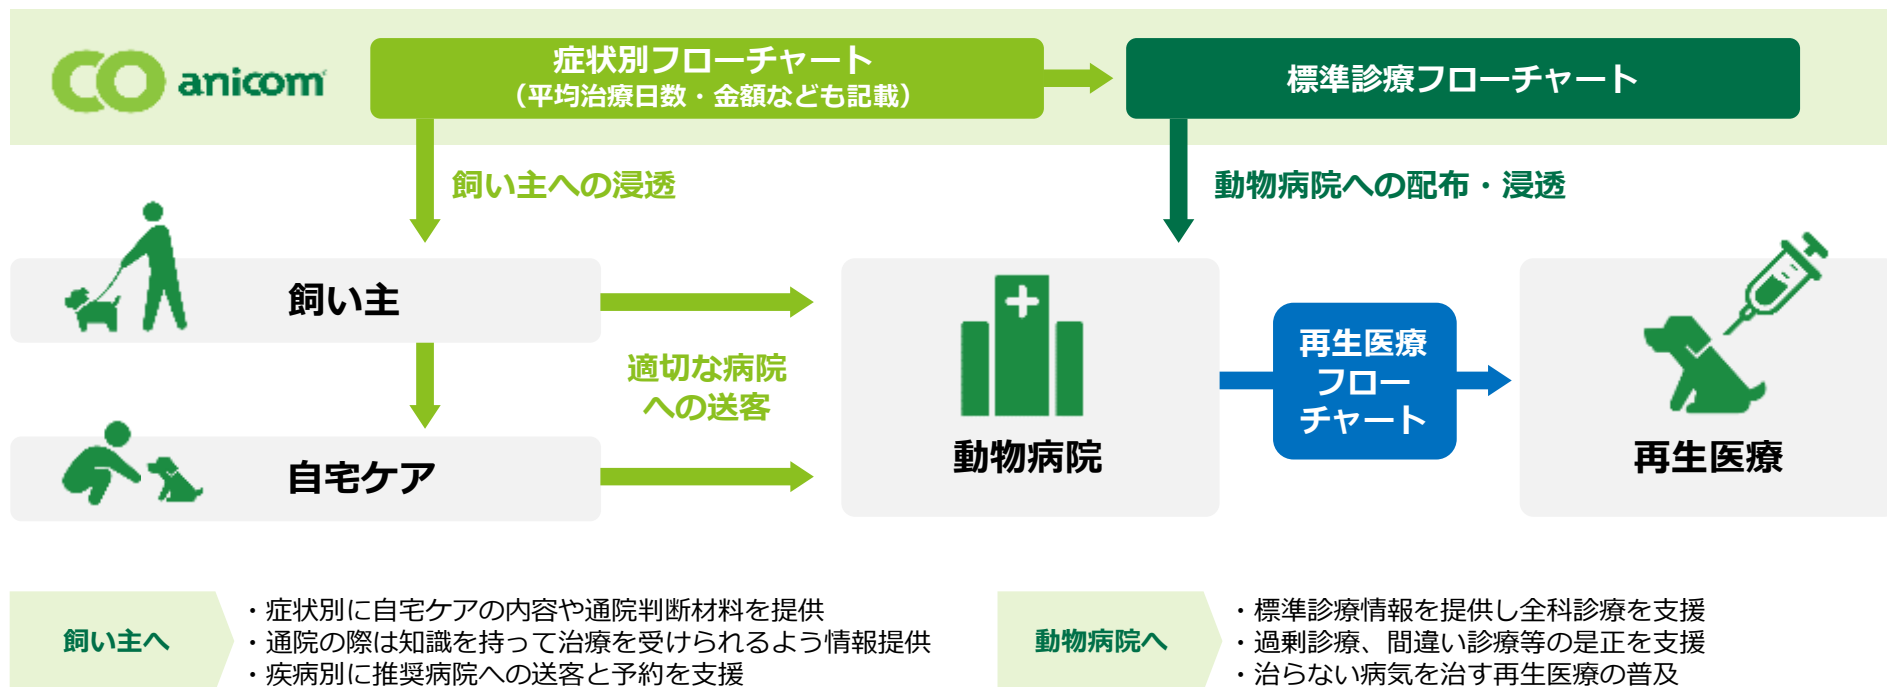 anicom
症状別フローチャート
（平均治療日数・金額なども記載）
標準診療フローチャート
飼い主への浸透
動物病院への配布・浸透
飼い主
適切な病院
への送客
自宅ケア
動物病院
再生医療
フロー
チャート
再生医療
飼い主へ
・症状別に自宅ケアの内容や通院判断材料を提供
・通院の際は知識を持って治療を受けられるよう情報提供
・疾病別に推奨病院への送客と予約を支援
動物病院へ
・標準診療情報を提供し全科診療を支援
・過剰診療、間違い診療等の是正を支援
・治らない病気を治す再生医療の普及